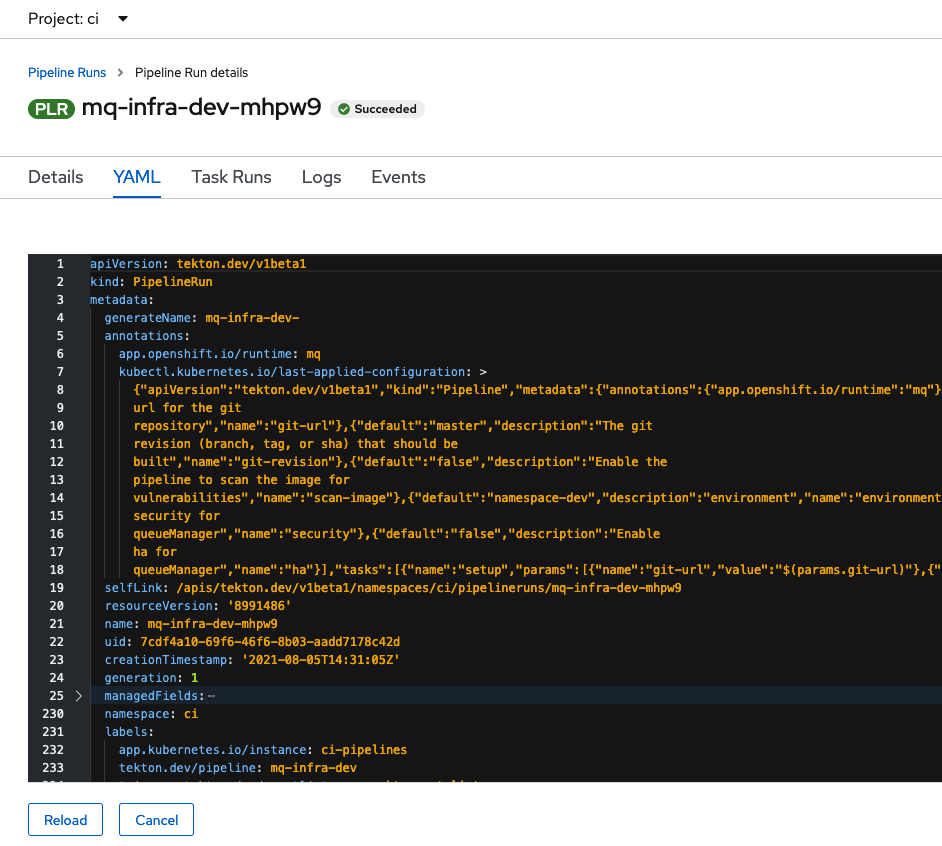 Project: ci
Pipeline Runs > Pipeline Run details
PLR mq-infra-dev-mhpw9 Succeeded
Details YAML Task Runs Logs Events
1 apiVersion: tekton.dev/v1beta1
2 kind: PipelineRun
3 metadata:
4 generateName: mq-infra-dev-
5 annotations:
6 app.openshift.io/runtime: mq
7 kubectl.kubernetes.io/last-applied-configuration: >
8 {"apiVersion":"tekton.dev/v1beta1","kind":"Pipeline","metadata":{"annotations":{"app.openshift.io/runtime":"mq"}
9 url for the git
10 repository","name":"git-url"},{"default":"master","description":"The git
11 revision (branch, tag, or sha) that should be
12 built","name":"git-revision"},{"default":"false","description":"Enable the
13 pipeline to scan the image for
14 vulnerabilities","name":"scan-image"},{"default":"namespace-dev","description":"environment","name":"environment
15 security for
16 queueManager","name":"security"},{"default":"false","description":"Enable
17 ha for
18 queueManager","name":"ha"}],"tasks":[{"name":"setup","params":[{"name":"git-url","value":"$(params.git-url)"},{"
19 selfLink: /apis/tekton.dev/v1beta1/namespaces/ci/pipelineruns/mq-infra-dev-mhpw9
20 resourceVersion: '8991486'
21 name: mq-infra-dev-mhpw9
22 uid: 7cdf4a10-69f6-46f6-8b03-aadd7178c42d
23 creationTimestamp: '2021-08-05T14:31:05Z'
24 generation: 1
25 > managedFields:⋯
230 namespace: ci
231 labels:
232 app.kubernetes.io/instance: ci-pipelines
233 tekton.dev/pipeline: mq-infra-dev
Reload Cancel